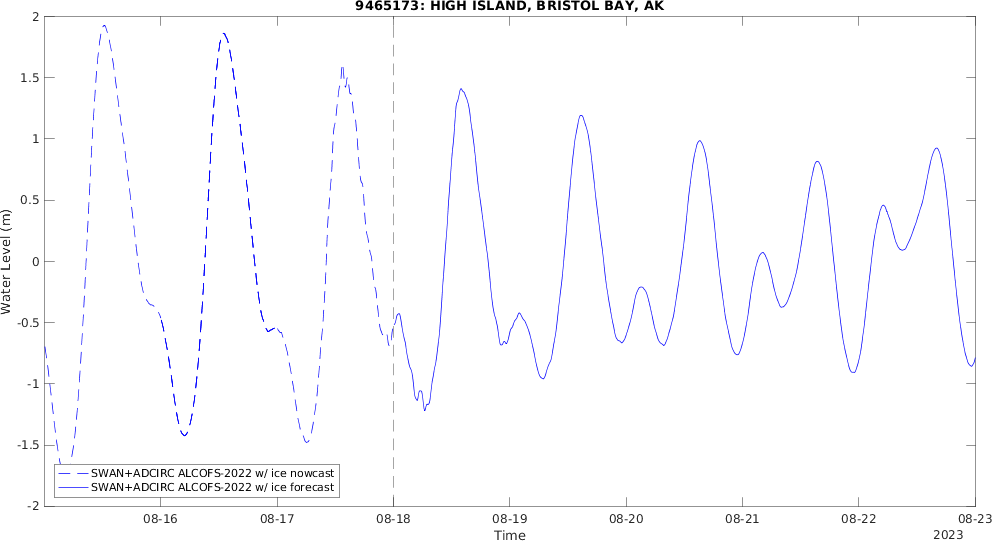 9465173: HIGH ISLAND, BRISTOL BAY, AK
2
1.5
1
0.5
0
-0.5
-1
-1.5
-2
Water Level (m)
SWAN+ADCIRC ALCOFS-2022 w/ ice nowcast
SWAN+ADCIRC ALCOFS-2022 w/ ice forecast
08-16 08-17 08-18 08-19 08-20 08-21 08-22 08-23
Time
2023